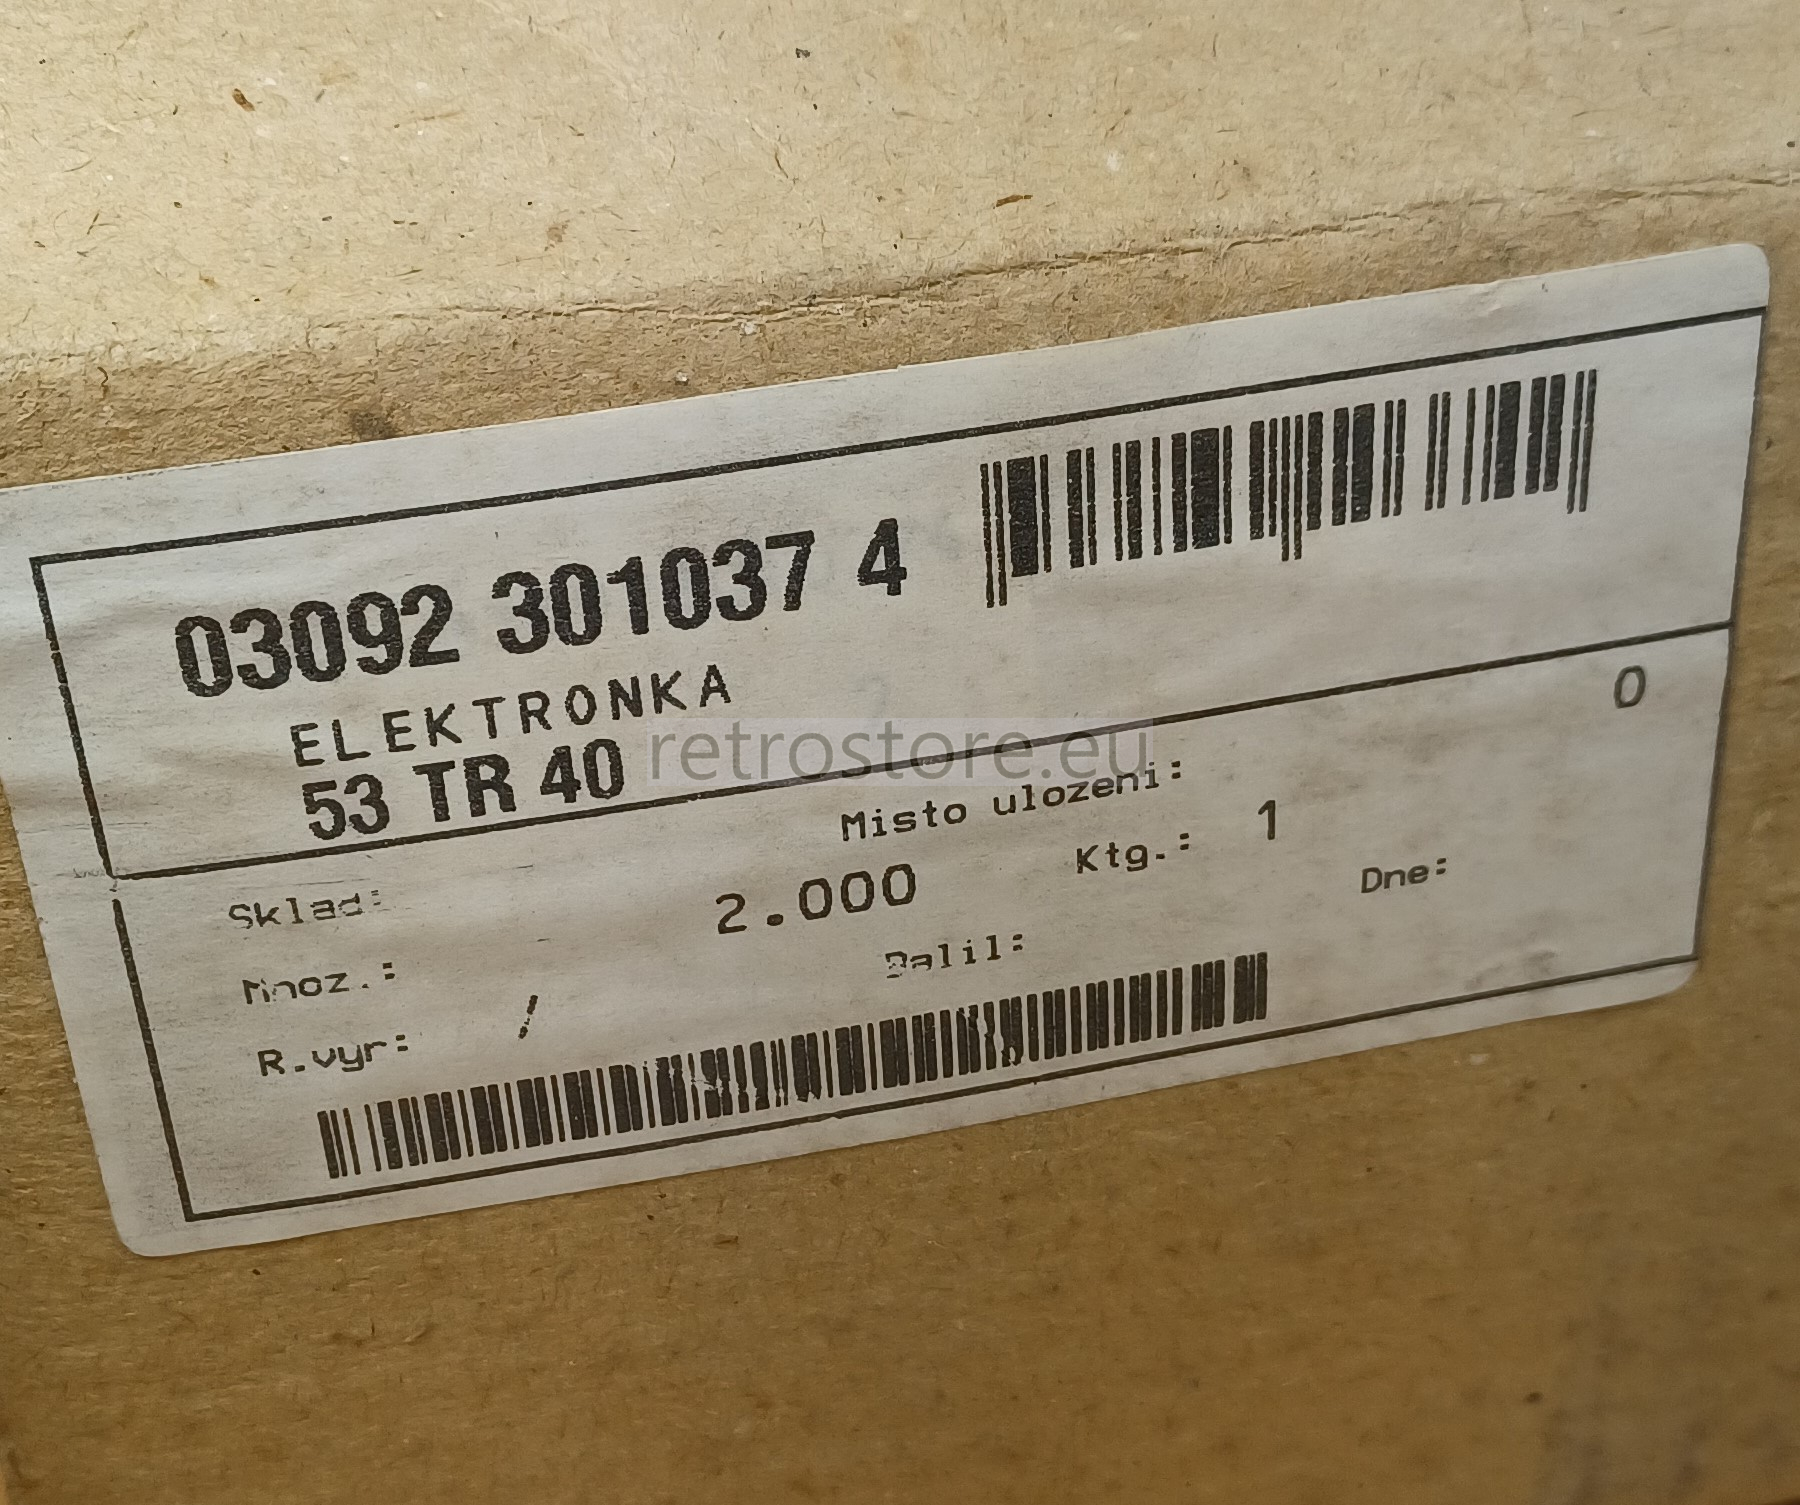 03092 301037 4
ELEKTRONKA
53 TR 40
retrostore.eu
0
Sklad: Misto ulozeni:
Mnoz.: 2.000 Ktg.: 1
R.vyr: / Balil: Dne: